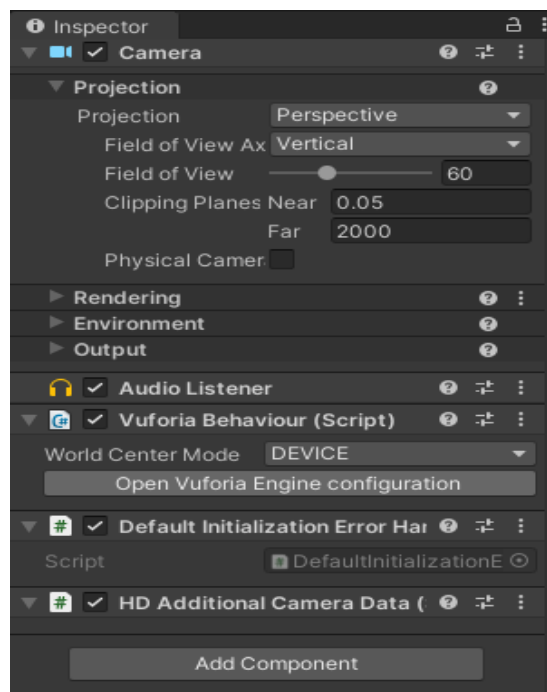 Inspector
Camera
Projection
Projection Perspective
Field of View Ax Vertical
Field of View 60
Clipping Planes Near 0.05
Far 2000
Physical Camer
Rendering
Environment
Output
Audio Listener
Vuforia Behaviour (Script)
World Center Mode DEVICE
Open Vuforia Engine configuration
# Default Initialization Error Har
Script # DefaultInitializationE
# HD Additional Camera Data (
Add Component